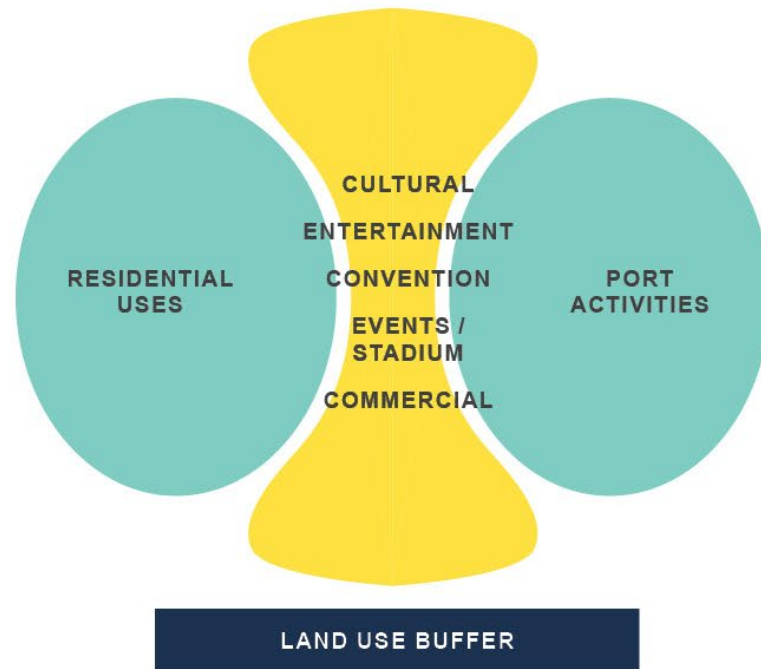 RESIDENTIAL
USES
CULTURAL
ENTERTAINMENT
CONVENTION
EVENTS /
STADIUM
COMMERCIAL
PORT
ACTIVITIES
LAND USE BUFFER